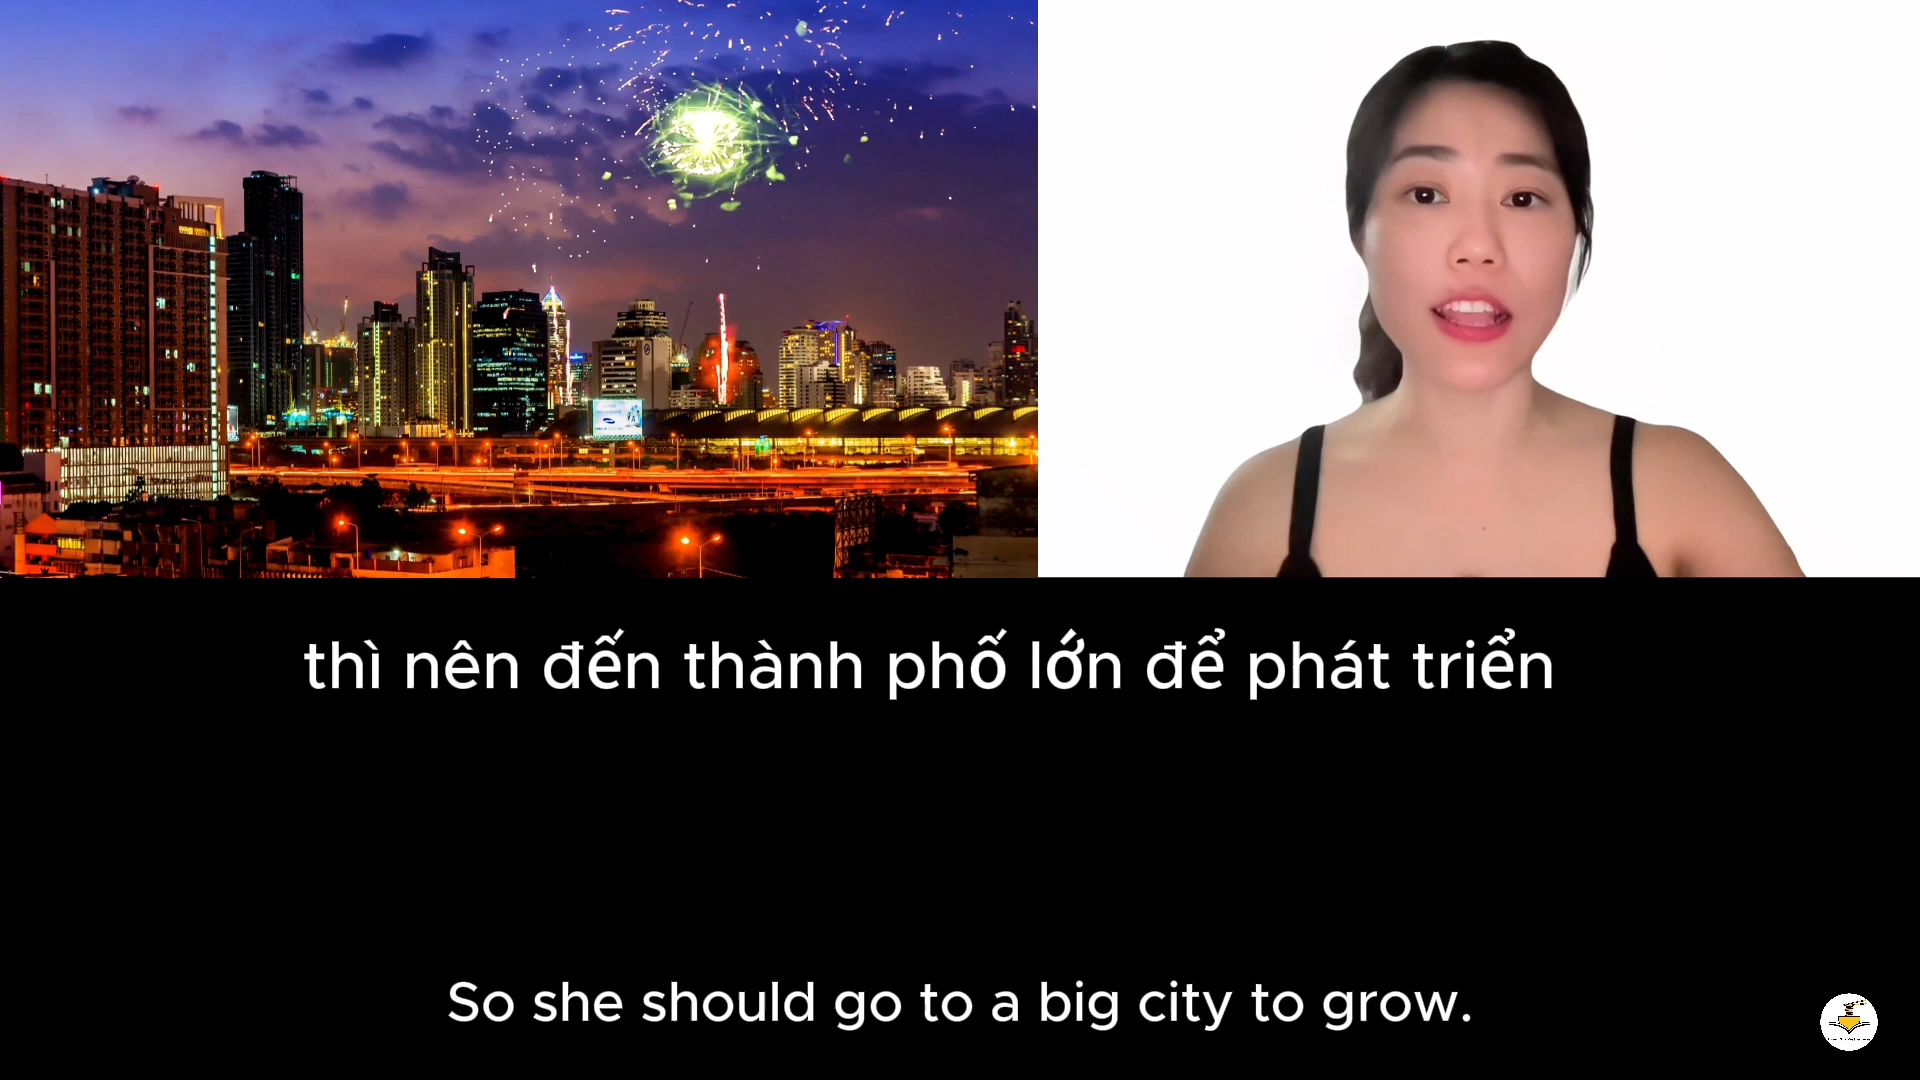 thì nên đến thành phố lớn để phát triển
So she should go to a big city to grow.